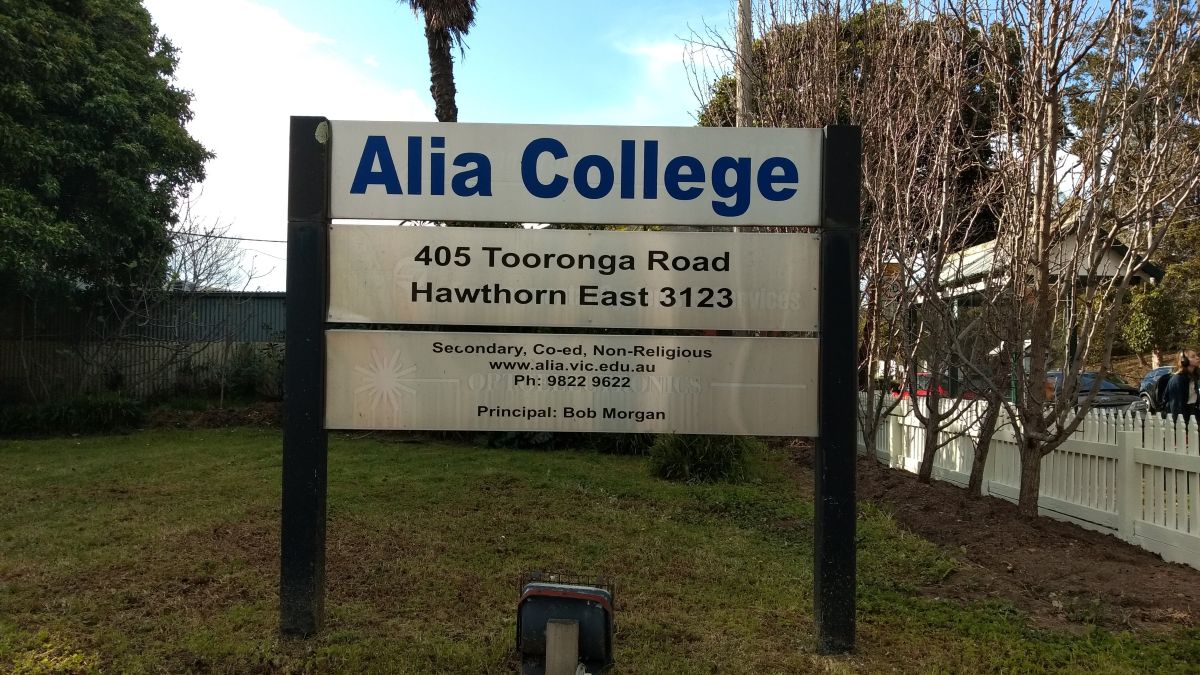 Alia College
405 Tooronga Road
Hawthorn East 3123
Secondary, Co-ed, Non-Religious
www.alia.vic.edu.au
Ph: 9822 9622
Principal: Bob Morgan